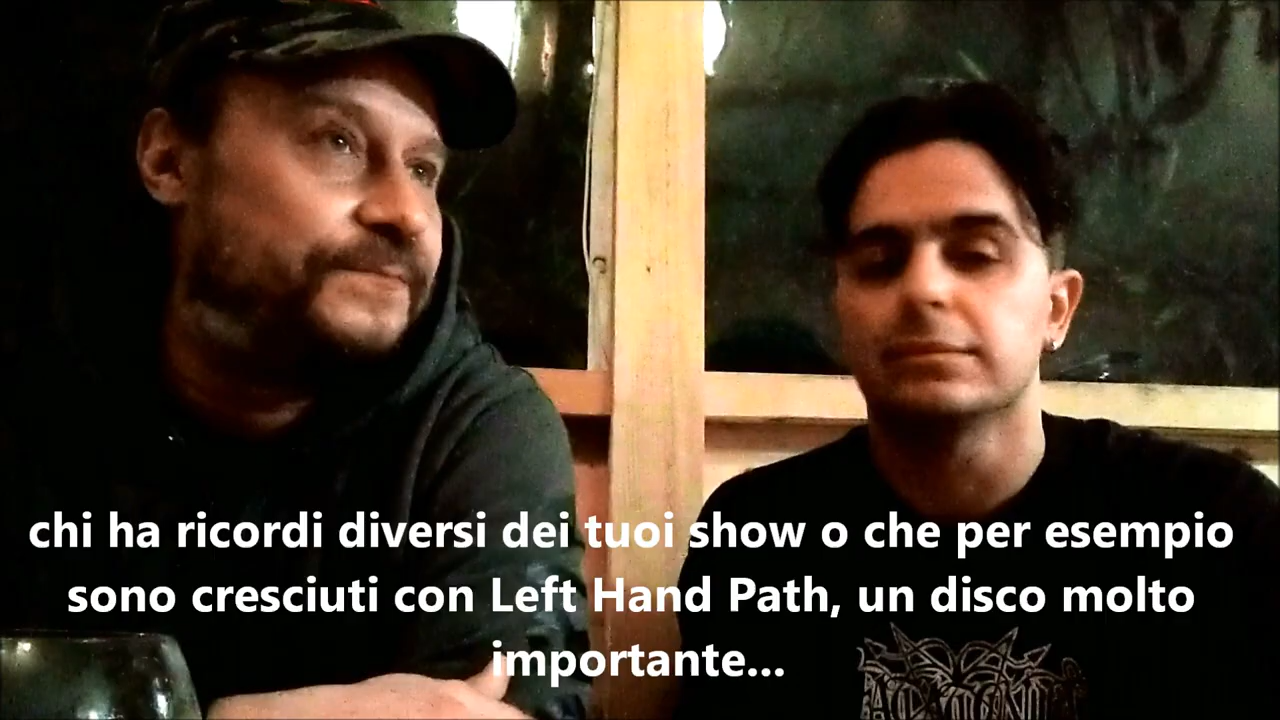 chi ha ricordi diversi dei tuoi show o che per esempio
sono cresciuti con Left Hand Path, un disco molto
importante...